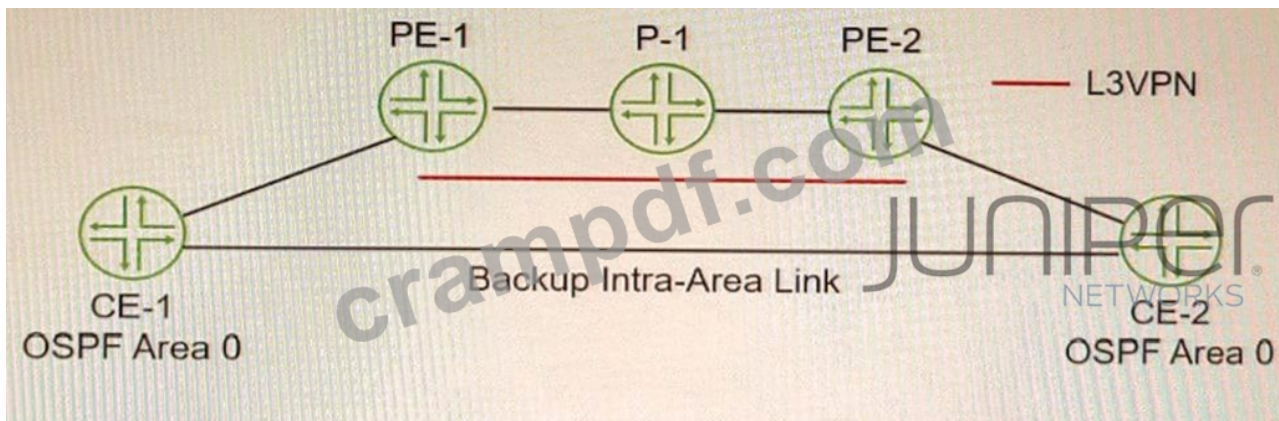 PE-1
P-1
PE-2
L3VPN
crampdf.com
JUNIPER
NETWORKS
Backup Intra-Area Link
CE-1
OSPF Area 0
CE-2
OSPF Area 0